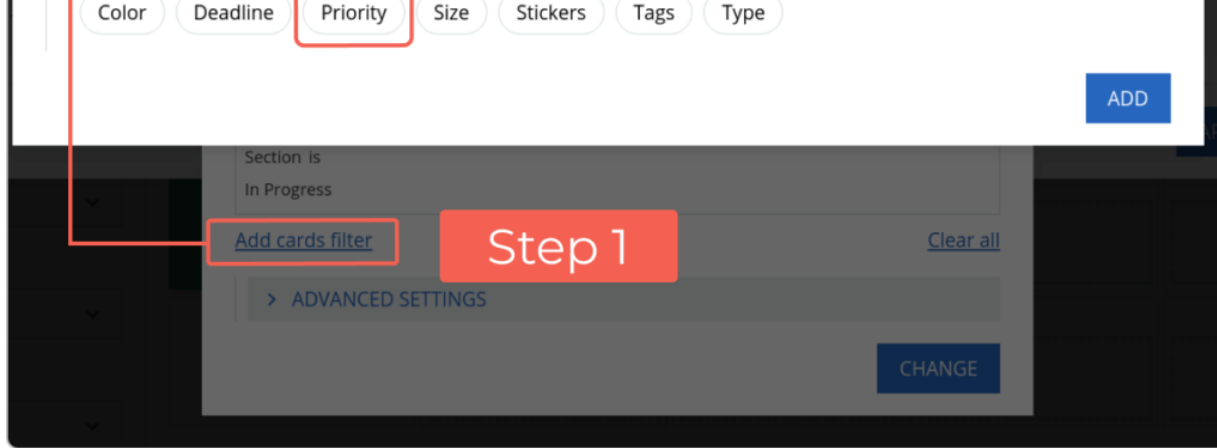 Color Deadline Priority Size Stickers Tags Type
ADD
Section is
In Progress
Add cards filter Step 1 Clear all
ADVANCED SETTINGS
CHANGE